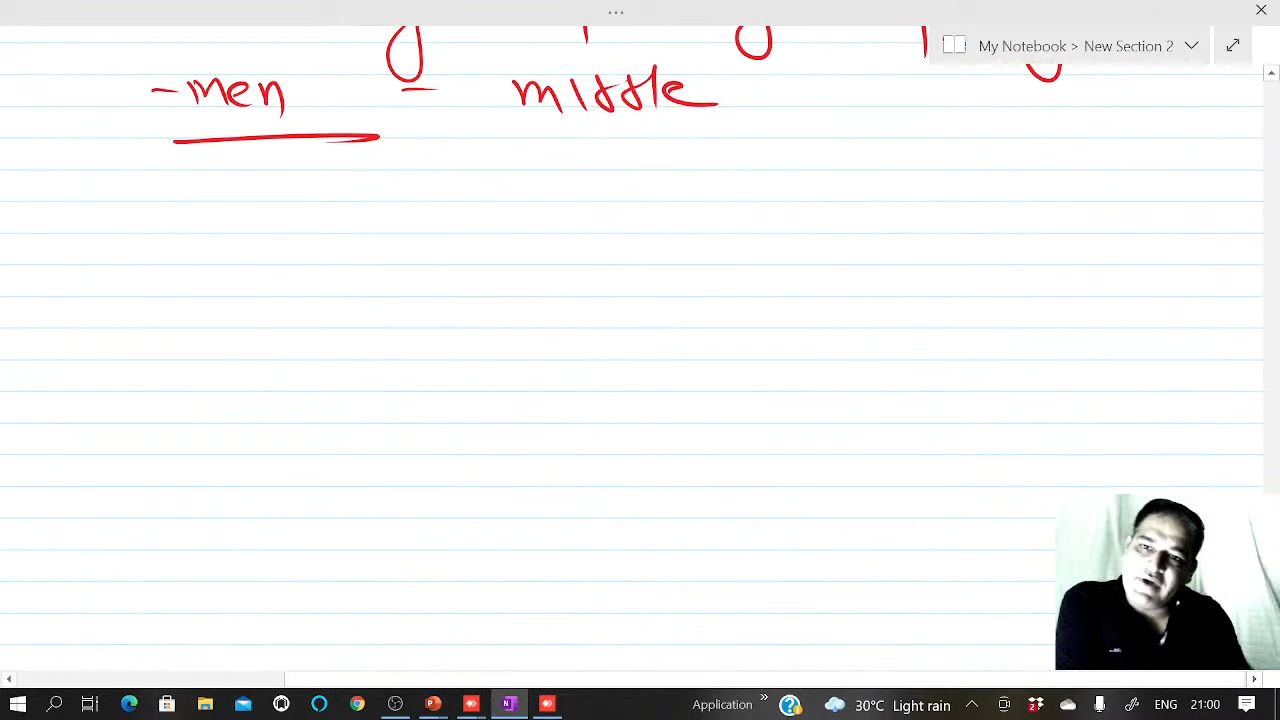 My Notebook > New Section 2
-men middle
Application
30°C Light rain
ENG
21:00